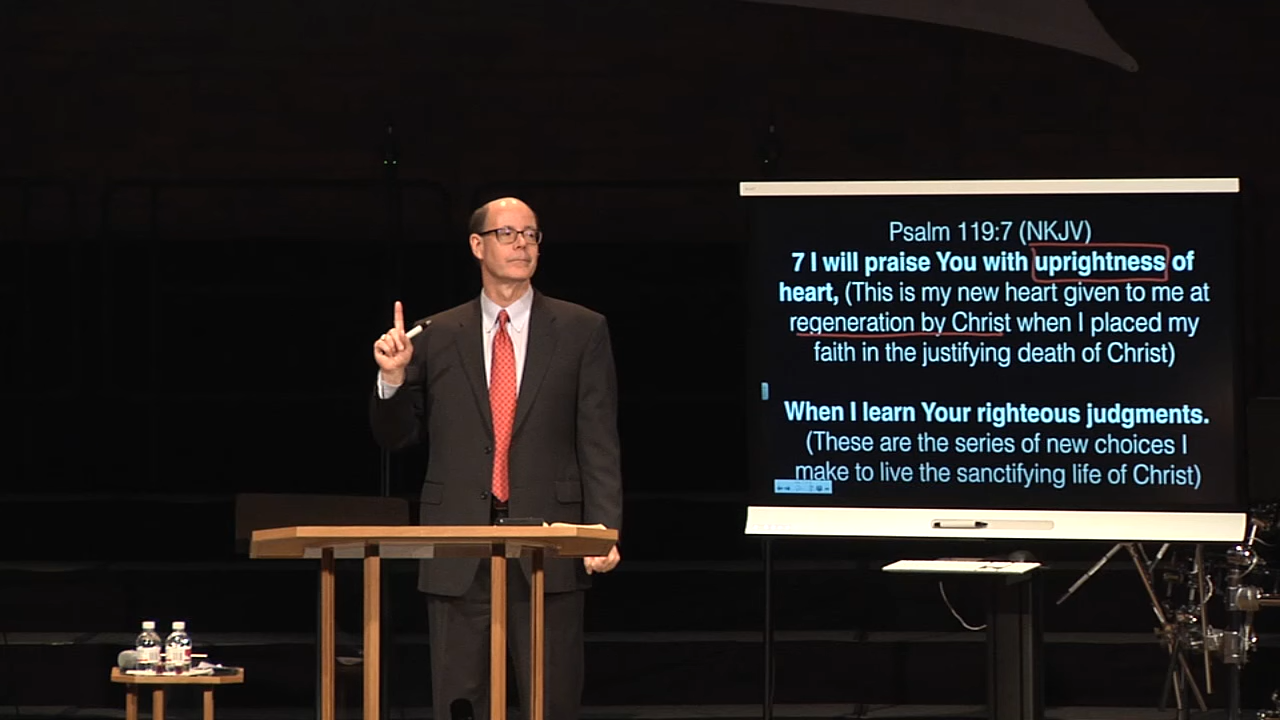 Psalm 119:7 (NKJV)
7 I will praise You with uprightness of
heart, (This is my new heart given to me at
regeneration by Christ when I placed my
faith in the justifying death of Christ)
When I learn Your righteous judgments.
(These are the series of new choices I
make to live the sanctifying life of Christ)